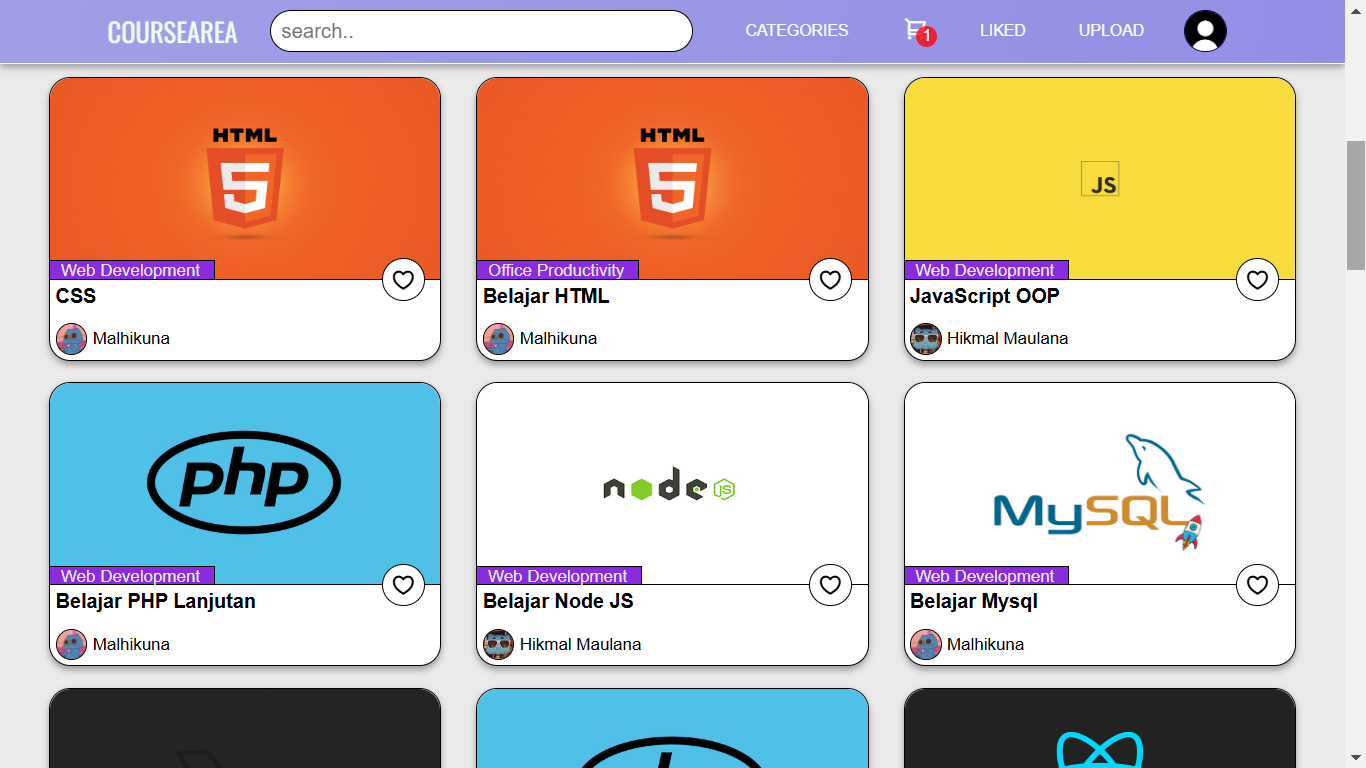 COURSEAREA
search..
CATEGORIES
1
LIKED
UPLOAD
HTML
5
Web Development
CSS
Malhikuna
HTML
5
Office Productivity
Belajar HTML
Malhikuna
JS
Web Development
JavaScript OOP
Hikmal Maulana
php
Web Development
Belajar PHP Lanjutan
Malhikuna
node
JS
Web Development
Belajar Node JS
Hikmal Maulana
MySQL
Web Development
Belajar Mysql
Malhikuna